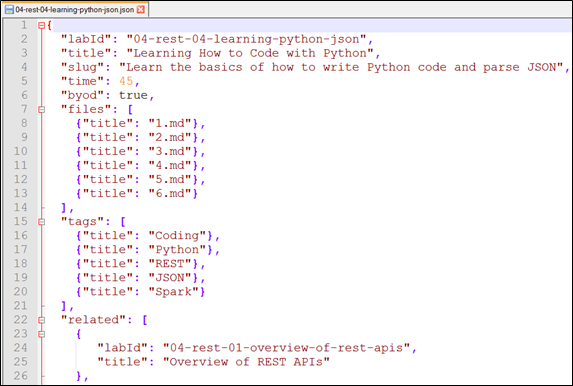 04-rest-04-learning-python-json.json
1 {
2 "labId": "04-rest-04-learning-python-json",
3 "title": "Learning How to Code with Python",
4 "slug": "Learn the basics of how to write Python code and parse JSON",
5 "time": 45,
6 "byod": true,
7 "files": [
8 {"title": "1.md"},
9 {"title": "2.md"},
10 {"title": "3.md"},
11 {"title": "4.md"},
12 {"title": "5.md"},
13 {"title": "6.md"}
14 ],
15 "tags": [
16 {"title": "Coding"},
17 {"title": "Python"},
18 {"title": "REST"},
19 {"title": "JSON"},
20 {"title": "Spark"}
21 ],
22 "related": [
23 {
24 "labId": "04-rest-01-overview-of-rest-apis",
25 "title": "Overview of REST APIs"
26 },